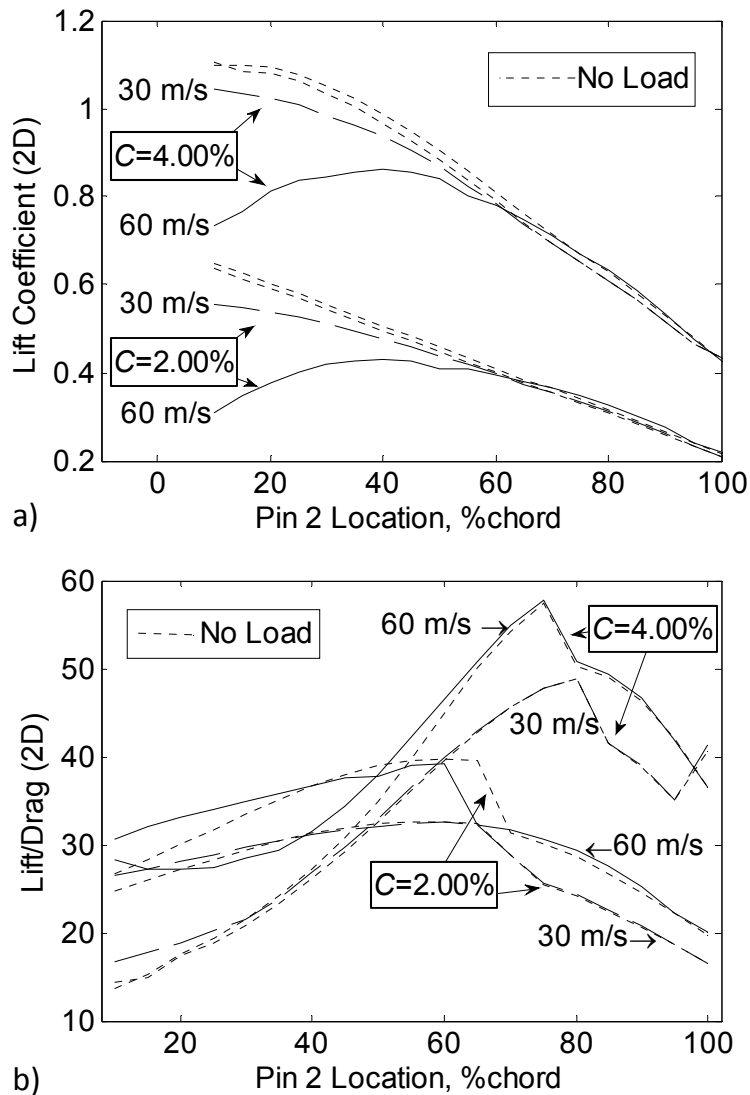 1.2
1
0.8
0.6
0.4
0.2
Lift Coefficient (2D)
No Load
30 m/s
C=4.00%
60 m/s
30 m/s
C=2.00%
60 m/s
0 20 40 60 80 100
Pin 2 Location, %chord
a)
60
50
40
30
20
10
Lift/Drag (2D)
No Load
60 m/s
C=4.00%
30 m/s
60 m/s
C=2.00%
30 m/s
20 40 60 80 100
Pin 2 Location, %chord
b)